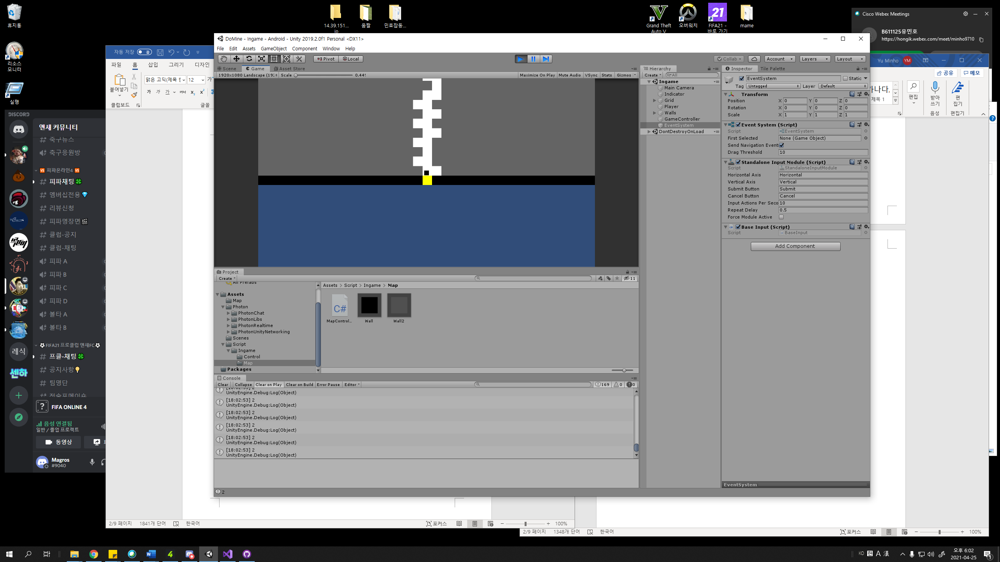 휴지통
리소스
모니터
실행
14.39.151...
ip
움짤
민호잡동...
Grand Theft
Auto V
오버워치
FIFA21 -
바로 가기
mame
Cisco Webex Meetings
B611125유민호
https://hongik.webex.com/meet/minho9710
DISCORD
앤새 커뮤니티
축구뉴스
축구응원방
피파온라인4
피파채팅
멤버십전용
리뷰신청
피파명장면
클럽-공지
클럽-채팅
피파 A
피파 B
피파 C
피파 D
볼타 A
볼타 B
FIFA21 프로클럽 앤새FC
프클-채팅
공지사항
팀명단
레식
센하
FIFA ONLINE 4
음성 연결됨
일반 / 졸업 프로젝트
동영상
Magros
#9040
자동 저장 끔
파일 홈 삽입 그리기 디자인
맑은 고딕(제목 한 12
붙여넣기
클립보드
글꼴
2/9 페이지 1841개 단어 한국어
포커스 100%
DoMine - Ingame - Android - Unity 2019.2.0f1 Personal <DX11>
File Edit Assets GameObject Component Window Help
Pivot Local
Collab Account Layers Layout
Scene Game Asset Store
1920x1080 Landscape (19 Scale 0.44 Maximize On Play Mute Audio VSync Stats Gizmos
Project
Create
11
All Prefabs
Assets
Map
Photon
PhotonChat
PhotonLibs
PhotonRealtime
PhotonUnityNetworking
Scenes
Script
Ingame
Control
Map
Packages
Assets > Script > Ingame > Map
C#
MapControl...
Wall
Wall2
Console
Clear Collapse Clear on Play Clear on Build Error Pause Editor
169 0 0
[18:02:53] 2
UnityEngine.Debug:Log(Object)
[18:02:53] 2
UnityEngine.Debug:Log(Object)
[18:02:53] 2
UnityEngine.Debug:Log(Object)
[18:02:53] 2
UnityEngine.Debug:Log(Object)
[18:02:53] 2
UnityEngine.Debug:Log(Object)
[18:02:53] 2
UnityEngine.Debug:Log(Object)
2
Hierarchy
Create All
Ingame
Main Camera
Indicator
Grid
Player
Walls
GameController
EventSystem
DontDestroyOnLoad
Inspector Tile Palette
EventSystem Static
Tag Untagged Layer Default
Transform
Position X 0 Y 0 Z 0
Rotation X 0 Y 0 Z 0
Scale X 1 Y 1 Z 1
Event System (Script)
Script EventSystem
First Selected None (Game Object)
Send Navigation Events
Drag Threshold 10
Standalone Input Module (Script)
Script StandaloneInputModule
Horizontal Axis Horizontal
Vertical Axis Vertical
Submit Button Submit
Cancel Button Cancel
Input Actions Per Seco 10
Repeat Delay 0.5
Force Module Active
Base Input (Script)
Script BaseInput
Add Component
EventSystem
Yu Minho YM
공유 메모
제목 1
편집
받아
쓰기
음성
편
집기
편집기
2/9 페이지 1348개 단어 한국어
포커스 100%
KO 한 A 漢
오후 6:02
2021-04-25
1